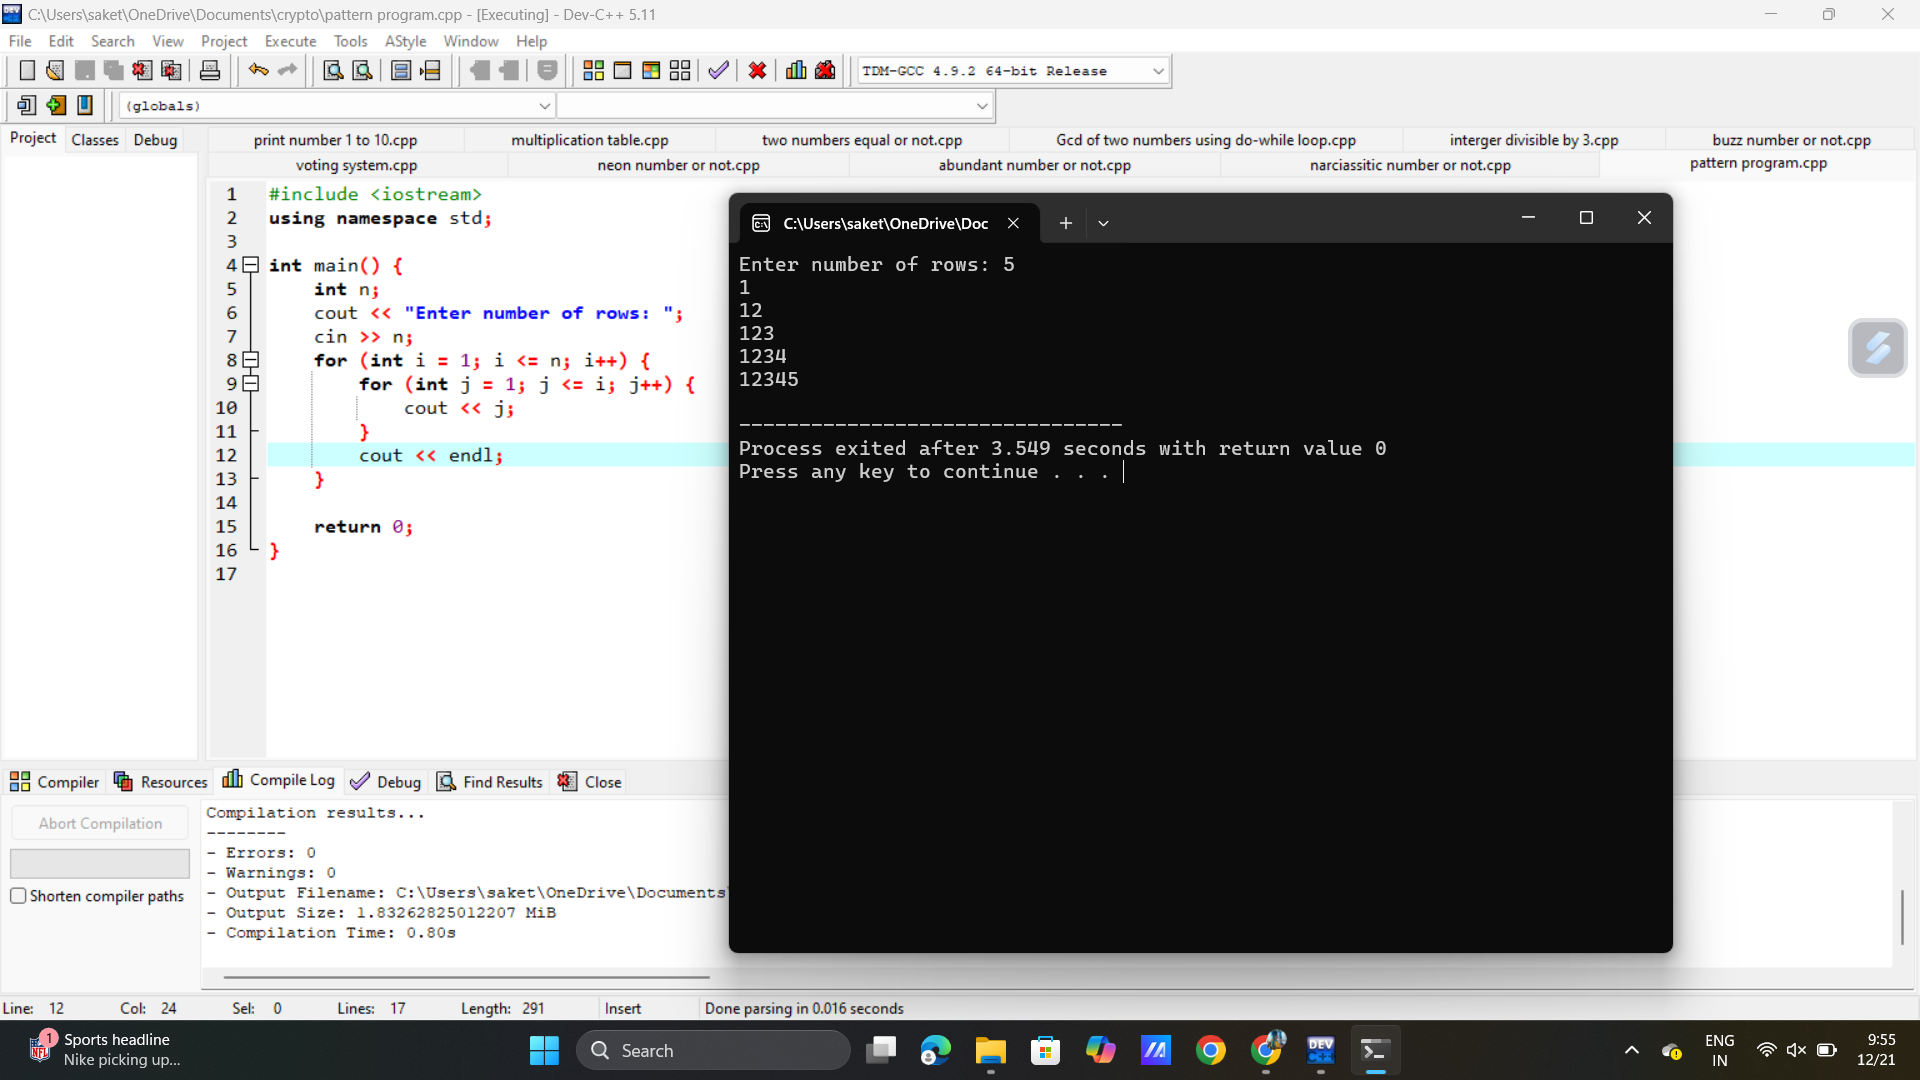 C:\Users\saket\OneDrive\Documents\crypto\pattern program.cpp - [Executing] - Dev-C++ 5.11
File Edit Search View Project Execute Tools AStyle Window Help
TDM-GCC 4.9.2 64-bit Release
(globals)
Project Classes Debug
print number 1 to 10.cpp multiplication table.cpp two numbers equal or not.cpp Gcd of two numbers using do-while loop.cpp interger divisible by 3.cpp buzz number or not.cpp
voting system.cpp neon number or not.cpp abundant number or not.cpp narciassitic number or not.cpp pattern program.cpp
1 #include <iostream>
2 using namespace std;
3
4 int main() {
5 int n;
6 cout << "Enter number of rows: ";
7 cin >> n;
8 for (int i = 1; i <= n; i++) {
9 for (int j = 1; j <= i; j++) {
10 cout << j;
11 }
12 cout << endl;
13 }
14
15 return 0;
16 }
17
C:\Users\saket\OneDrive\Doc
Enter number of rows: 5
1
12
123
1234
12345
--------------------------------
Process exited after 3.549 seconds with return value 0
Press any key to continue . . .
Compiler Resources Compile Log Debug Find Results Close
Abort Compilation
Shorten compiler paths
Compilation results...
--------
- Errors: 0
- Warnings: 0
- Output Filename: C:\Users\saket\OneDrive\Documents
- Output Size: 1.83262825012207 MiB
- Compilation Time: 0.80s
Line: 12 Col: 24 Sel: 0 Lines: 17 Length: 291 Insert Done parsing in 0.016 seconds
1
NFL
Sports headline
Nike picking up...
Search
DEV
ENG
IN
9:55
12/21